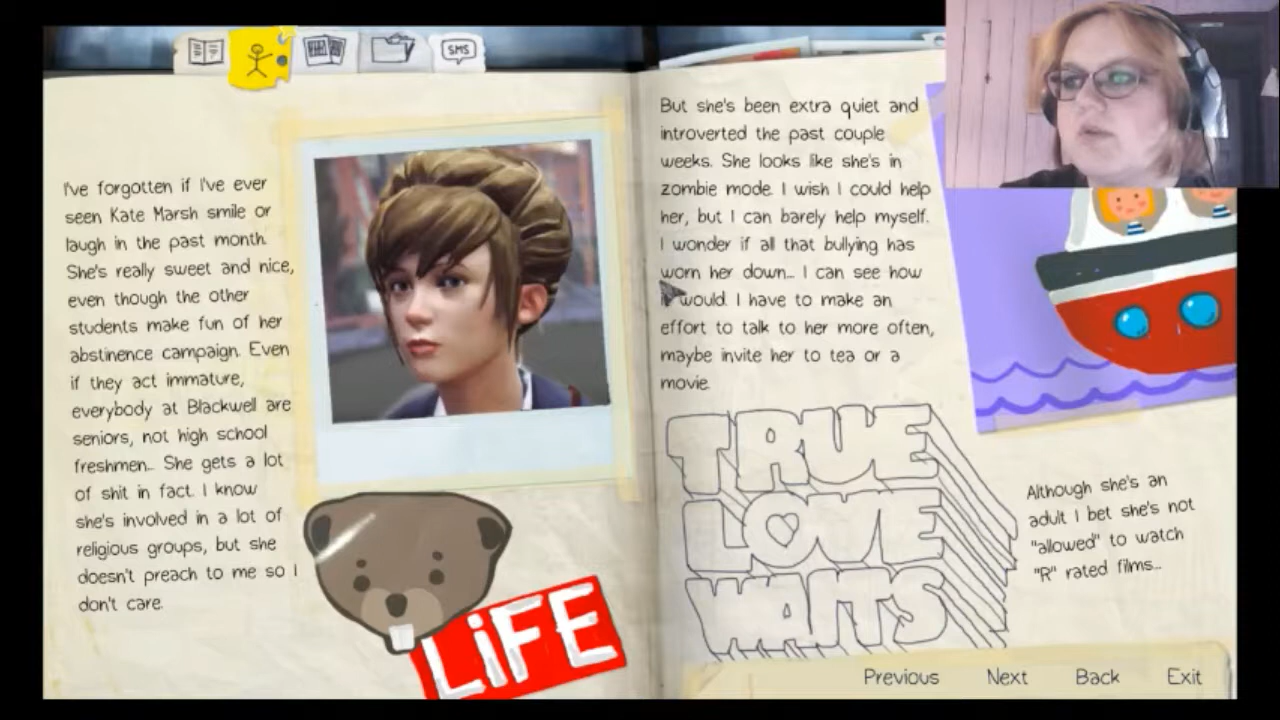 SMS
I've forgotten if I've ever
seen Kate Marsh smile or
laugh in the past month.
She's really sweet and nice,
even though the other
students make fun of her
abstinence campaign. Even
if they act immature,
everybody at Blackwell are
seniors, not high school
freshmen... She gets a lot
of shit in fact. I know
she's involved in a lot of
religious groups, but she
doesn't preach to me so I
don't care.
LiFE
But she's been extra quiet and
introverted the past couple
weeks. She looks like she's in
zombie mode. I wish I could help
her, but I can barely help myself.
I wonder if all that bullying has
worn her down... I can see how
would. I have to make an
effort to talk to her more often,
maybe invite her to tea or a
movie.
TRUE
LOVE
WAITS
Although she's an
adult I bet she's not
"allowed" to watch
"R" rated films...
Previous Next Back Exit